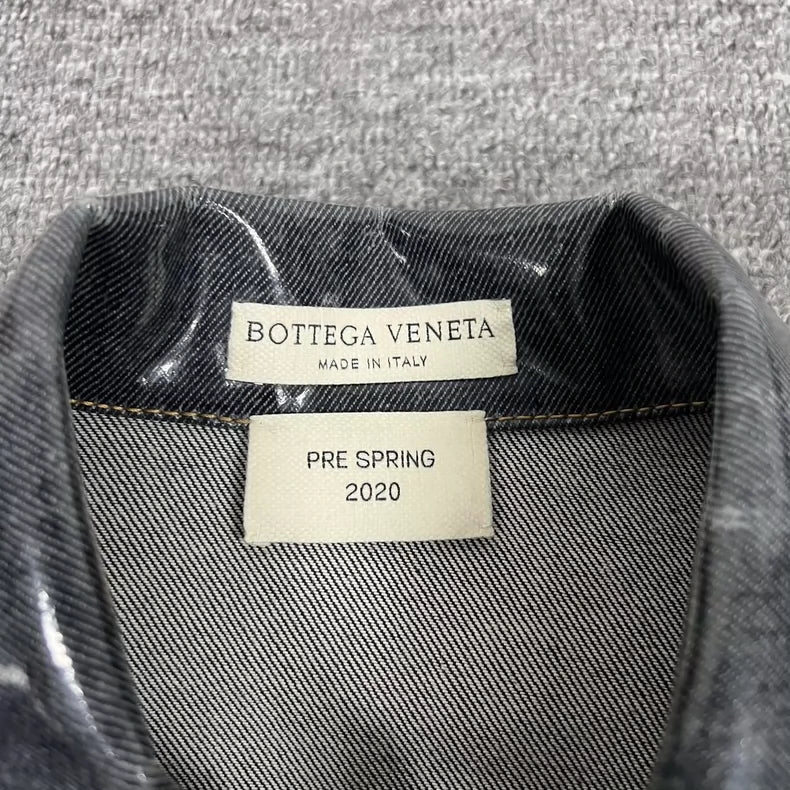 BOTTEGA VENETA
MADE IN ITALY
PRE SPRING
2020